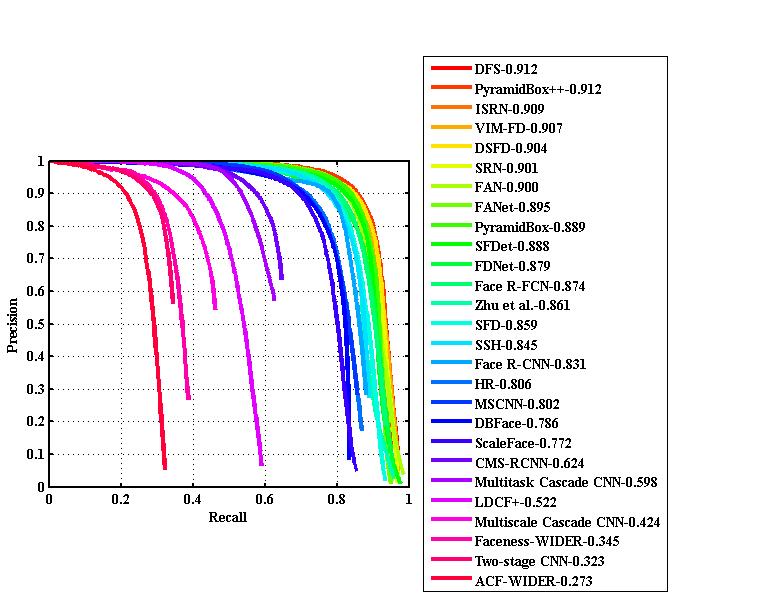 DFS-0.912
PyramidBox++-0.912
ISRN-0.909
VIM-FD-0.907
DSFD-0.904
SRN-0.901
FAN-0.900
FANet-0.895
PyramidBox-0.889
SFDet-0.888
FDNet-0.879
Face R-FCN-0.874
Zhu et al.-0.861
SFD-0.859
SSH-0.845
Face R-CNN-0.831
HR-0.806
MSCNN-0.802
DBFace-0.786
ScaleFace-0.772
CMS-RCNN-0.624
Multitask Cascade CNN-0.598
LDCF+-0.522
Multiscale Cascade CNN-0.424
Faceness-WIDER-0.345
Two-stage CNN-0.323
ACF-WIDER-0.273
1
0.9
0.8
0.7
0.6
0.5
0.4
0.3
0.2
0.1
0
Precision
0 0.2 0.4 0.6 0.8 1
Recall